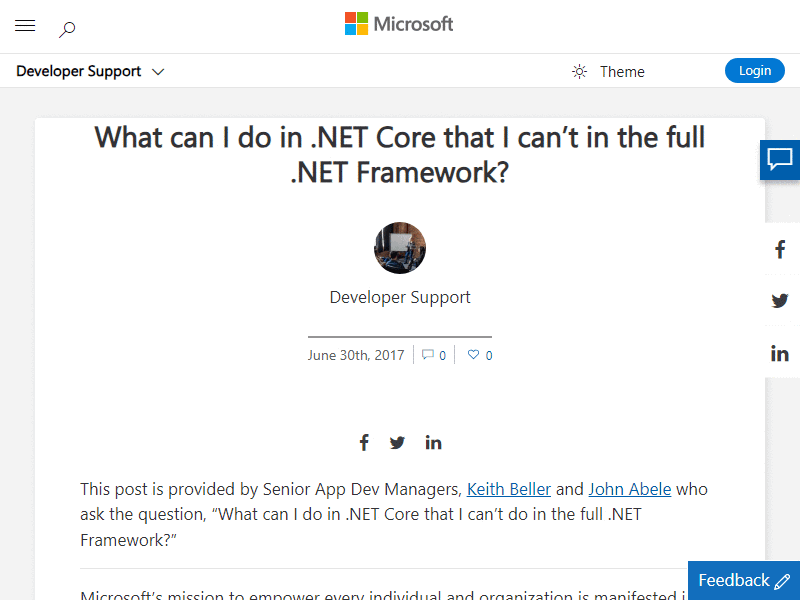 Microsoft
Developer Support
Theme
Login
What can I do in .NET Core that I can’t in the full
.NET Framework?
Developer Support
June 30th, 2017
0
0
This post is provided by Senior App Dev Managers, Keith Beller and John Abele who
ask the question, “What can I do in .NET Core that I can’t do in the full .NET
Framework?”
Microsoft’s mission to empower every individual and organization is manifested
Feedback